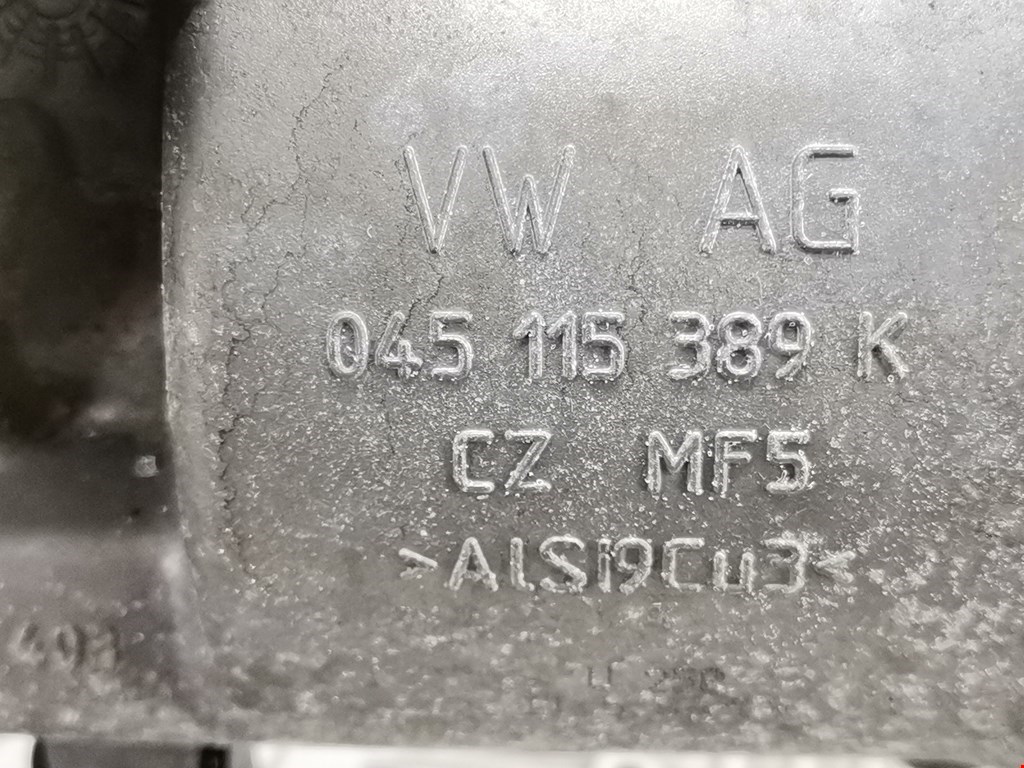 VW AG
045 115 389 K
CZ MF5
>AlSi9Cu3<